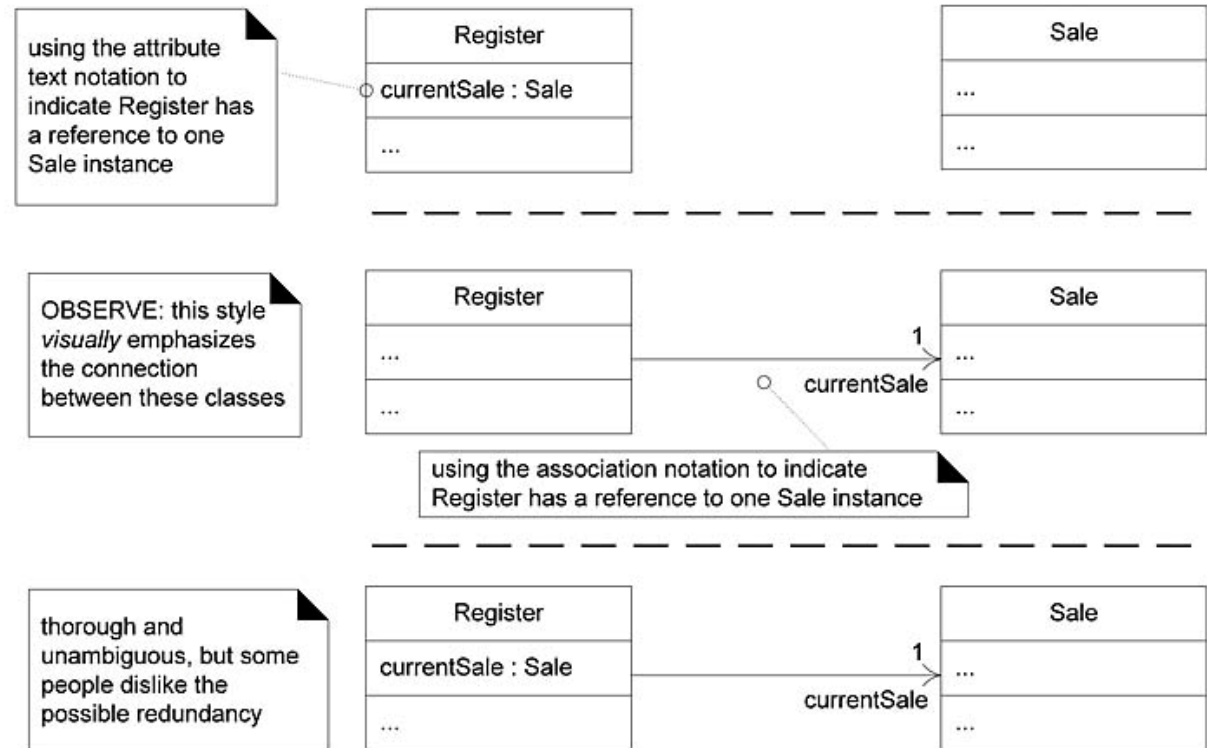 using the attribute
text notation to
indicate Register has
a reference to one
Sale instance
Register
currentSale : Sale
...
Sale
...
...
OBSERVE: this style
visually emphasizes
the connection
between these classes
Register
...
...
1
currentSale
Sale
...
...
using the association notation to indicate
Register has a reference to one Sale instance
thorough and
unambiguous, but some
people dislike the
possible redundancy
Register
currentSale : Sale
...
1
currentSale
Sale
...
...